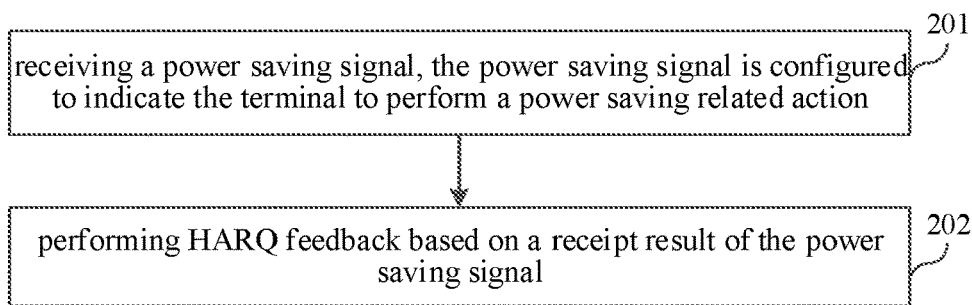 201
receiving a power saving signal, the power saving signal is configured
to indicate the terminal to perform a power saving related action
202
performing HARQ feedback based on a receipt result of the power
saving signal